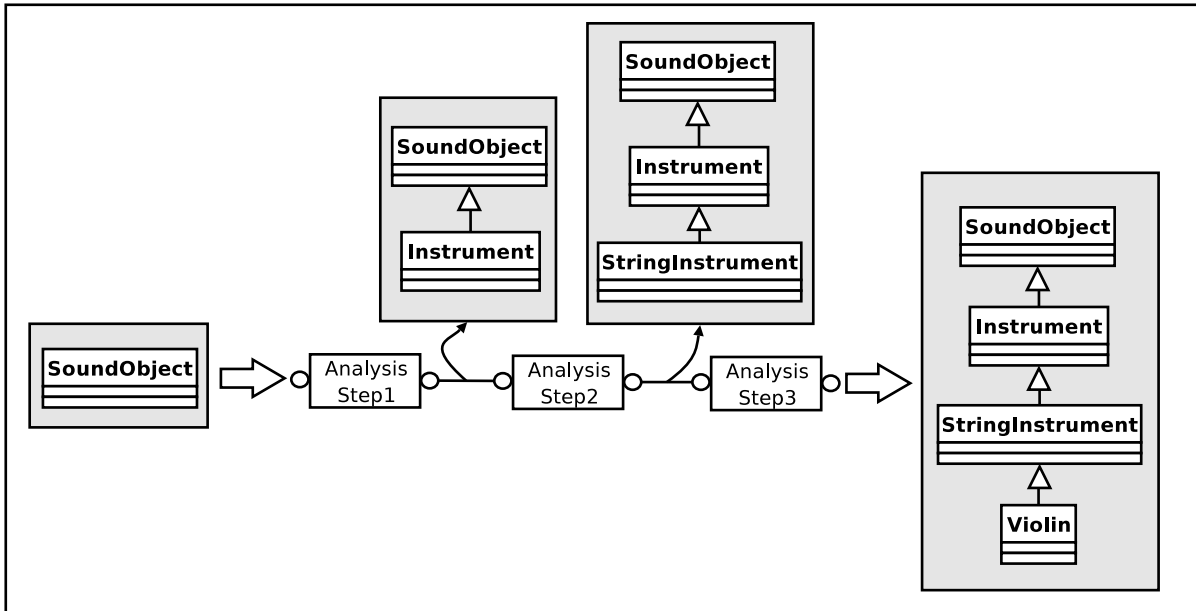 SoundObject
Analysis
Step1
SoundObject
Instrument
Analysis
Step2
SoundObject
Instrument
StringInstrument
Analysis
Step3
SoundObject
Instrument
StringInstrument
Violin